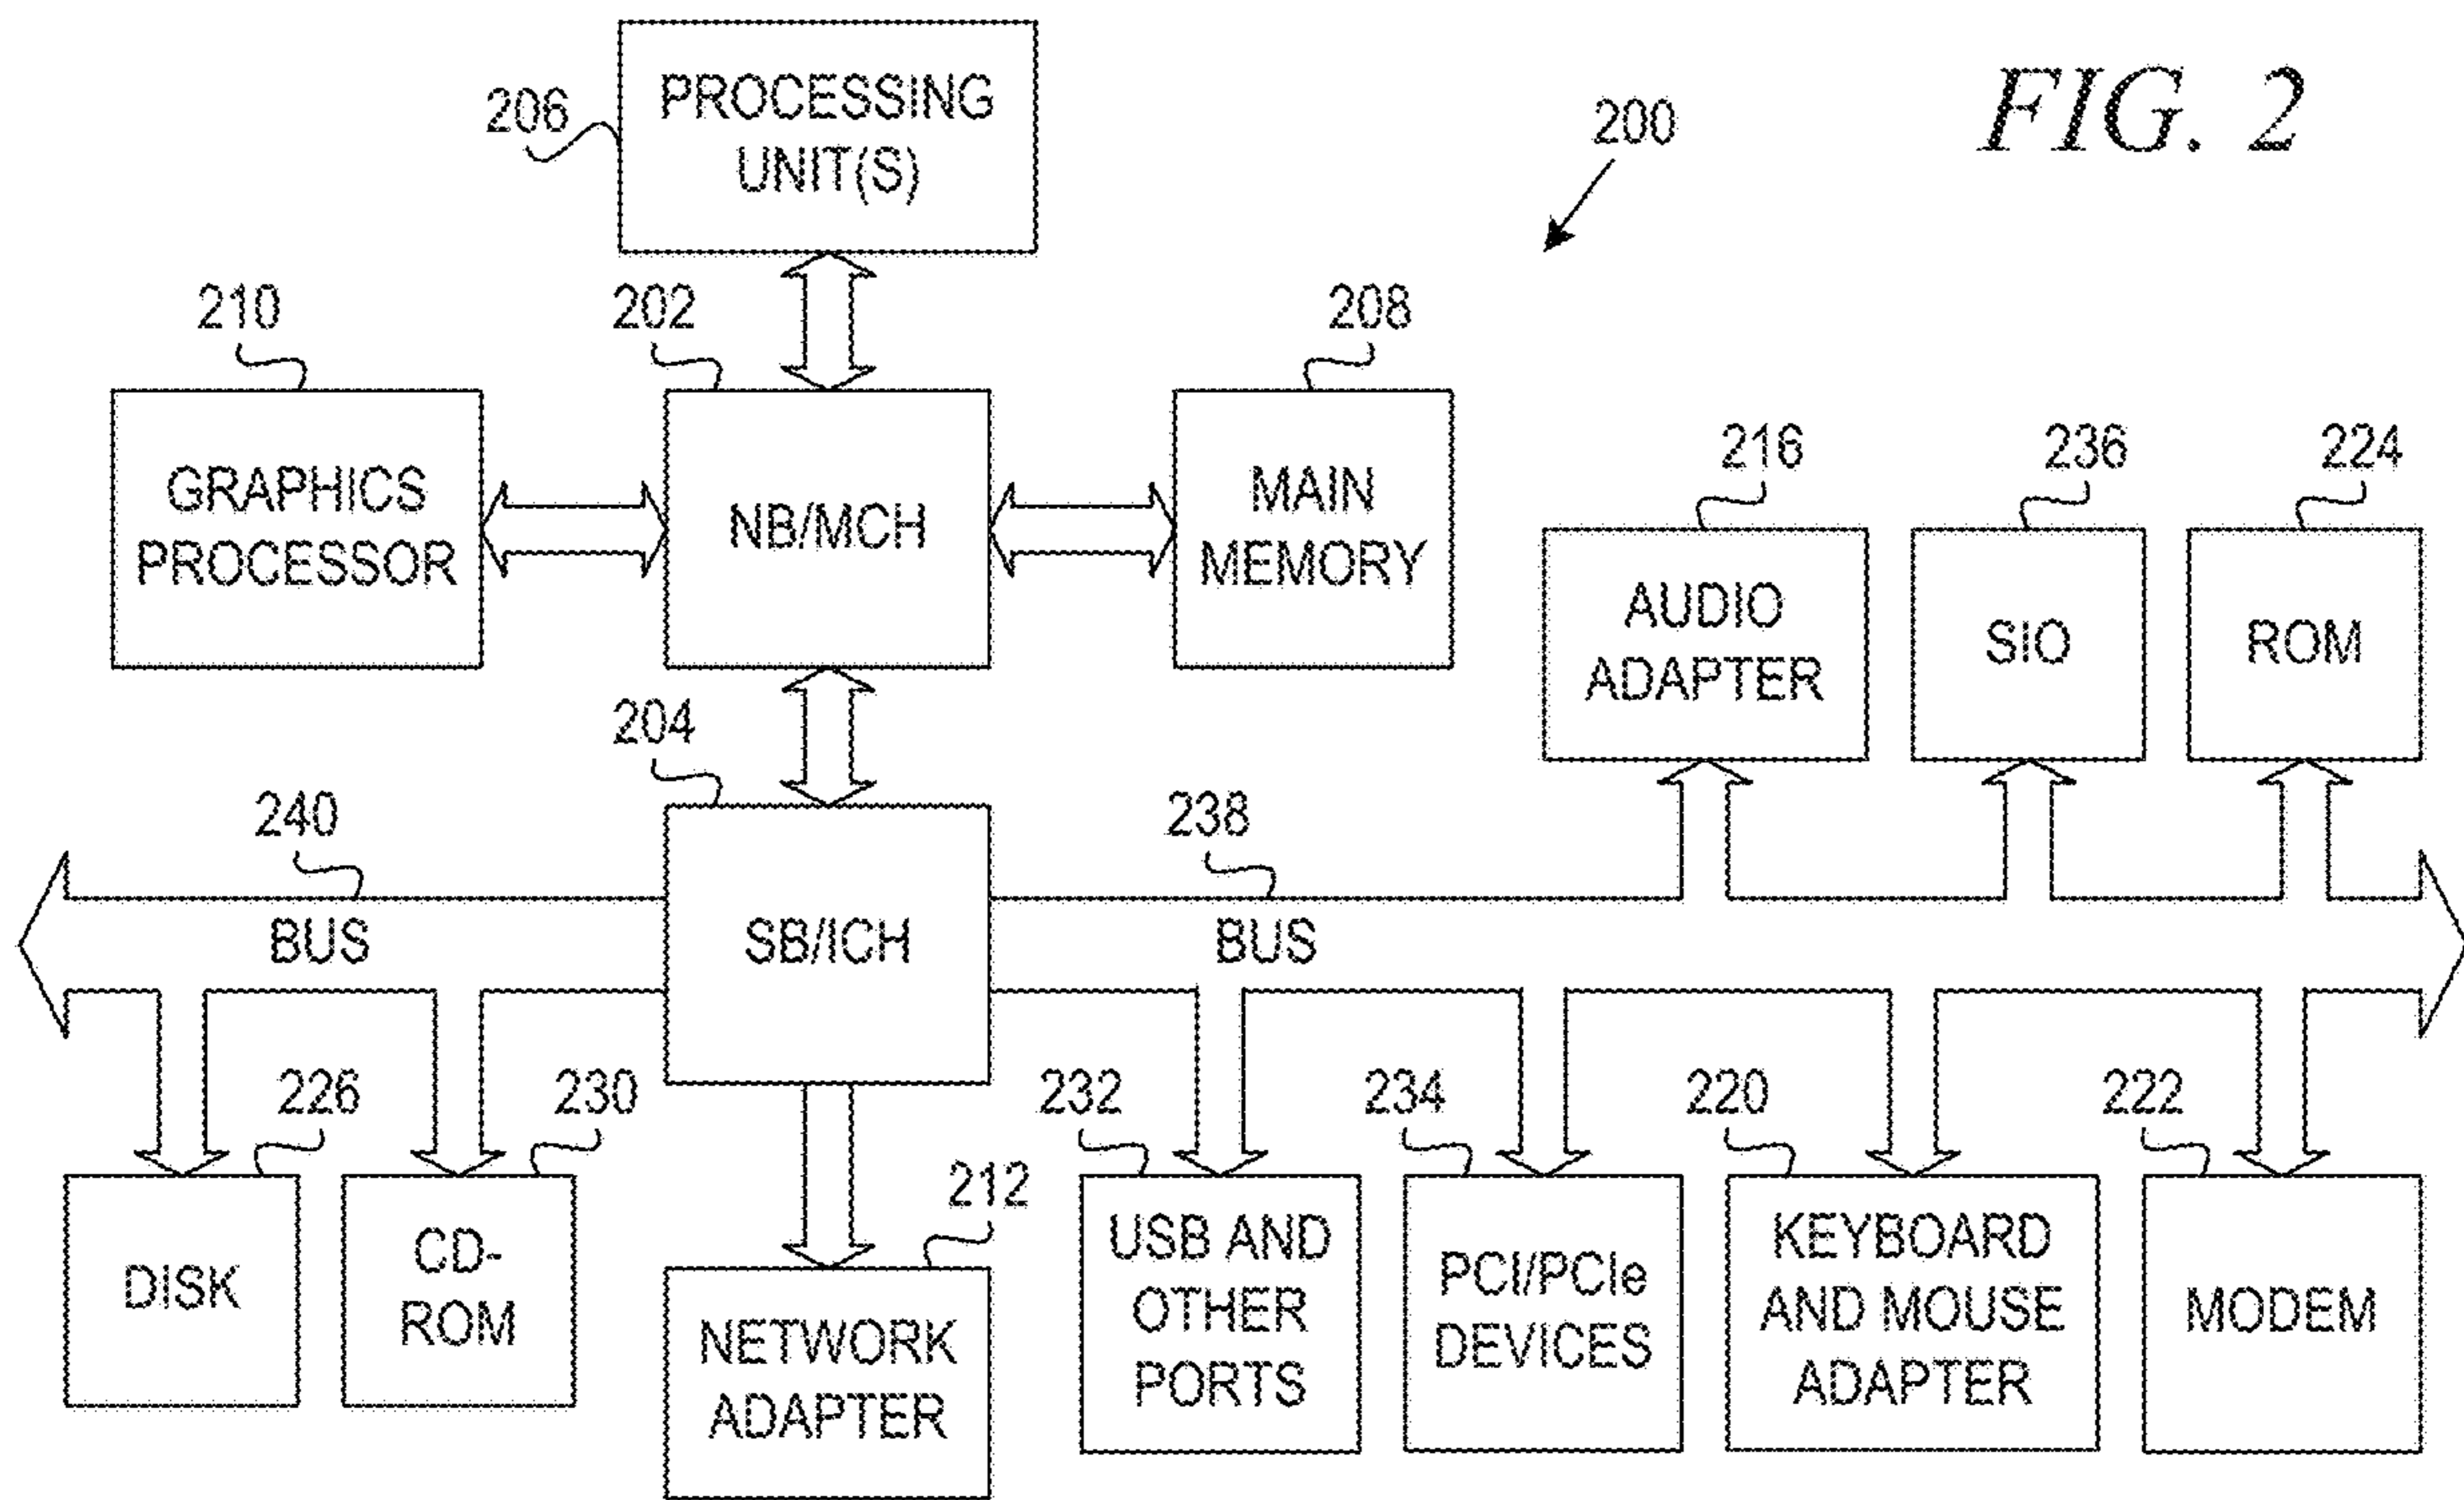 FIG. 2
200
206
PROCESSING
UNIT(S)
210
202
208
GRAPHICS
PROCESSOR
NB/MCH
MAIN
MEMORY
216
236
224
AUDIO
ADAPTER
SIO
ROM
204
240
238
BUS
SB/ICH
BUS
226
230
212
232
234
220
222
DISK
CD-
ROM
NETWORK
ADAPTER
USB AND
OTHER
PORTS
PCI/PCIe
DEVICES
KEYBOARD
AND MOUSE
ADAPTER
MODEM